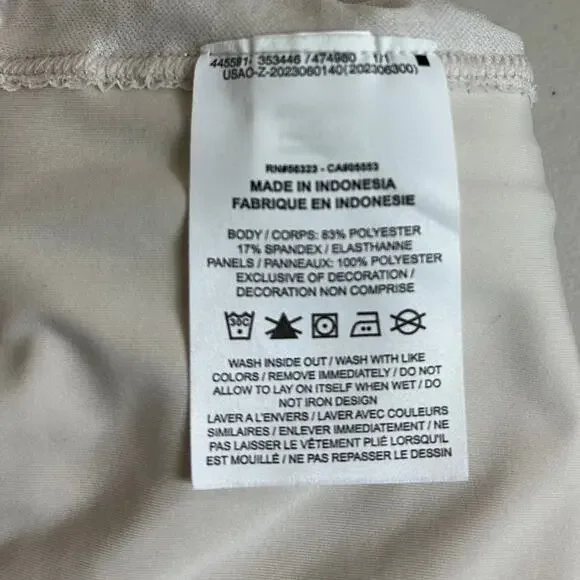 445591- 353446 / 474980 1/1
USAO-Z-2023060140(202306300)
RN#56323 - CA#05553
MADE IN INDONESIA
FABRIQUE EN INDONESIE
BODY / CORPS: 83% POLYESTER
17% SPANDEX / ELASTHANNE
PANELS / PANNEAUX: 100% POLYESTER
EXCLUSIVE OF DECORATION /
DECORATION NON COMPRISE
30C
WASH INSIDE OUT / WASH WITH LIKE
COLORS / REMOVE IMMEDIATELY / DO NOT
ALLOW TO LAY ON ITSELF WHEN WET / DO
NOT IRON DESIGN
LAVER A L'ENVERS / LAVER AVEC COULEURS
SIMILAIRES / ENLEVER IMMEDIATEMENT / NE
PAS LAISSER LE VÊTEMENT PLIÉ LORSQU'IL
EST MOUILLÉ / NE PAS REPASSER LE DESSIN